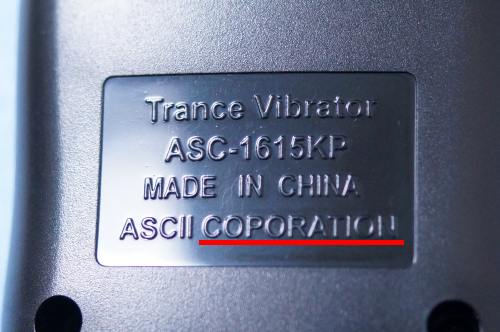 Trance Vibrator
ASC-1615KP
MADE IN CHINA
ASCII COPORATION